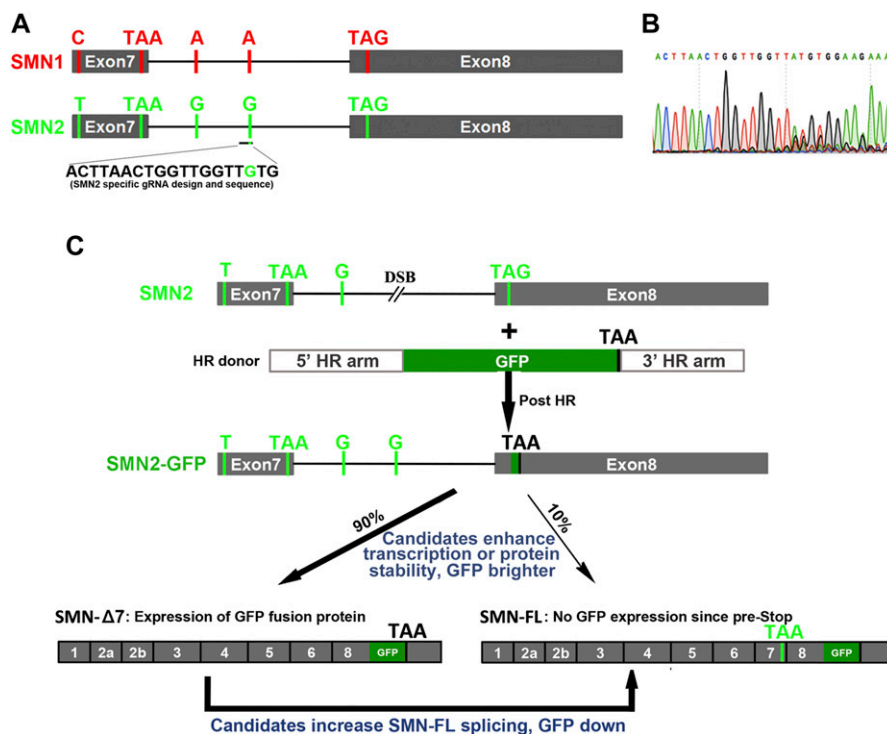 A
C TAA A A TAG
SMN1 Exon7 Exon8
T TAA G G TAG
SMN2 Exon7 Exon8
ACTTAACTGGTTGGTTGTG
(SMN2 specific gRNA design and sequence)
B
ACTTAACTGGTTGGTTATGTGGAAGAAA
C
T TAA G DSB TAG
SMN2 Exon7 Exon8
+
TAA
HR donor 5' HR arm GFP 3' HR arm
Post HR
T TAA G G TAA
SMN2-GFP Exon7 Exon8
90% 10%
Candidates enhance
transcription or protein
stability, GFP brighter
SMN-Δ7: Expression of GFP fusion protein
TAA
1 2a 2b 3 4 5 6 8 GFP
SMN-FL: No GFP expression since pre-Stop
TAA
1 2a 2b 3 4 5 6 7 8 GFP
Candidates increase SMN-FL splicing, GFP down